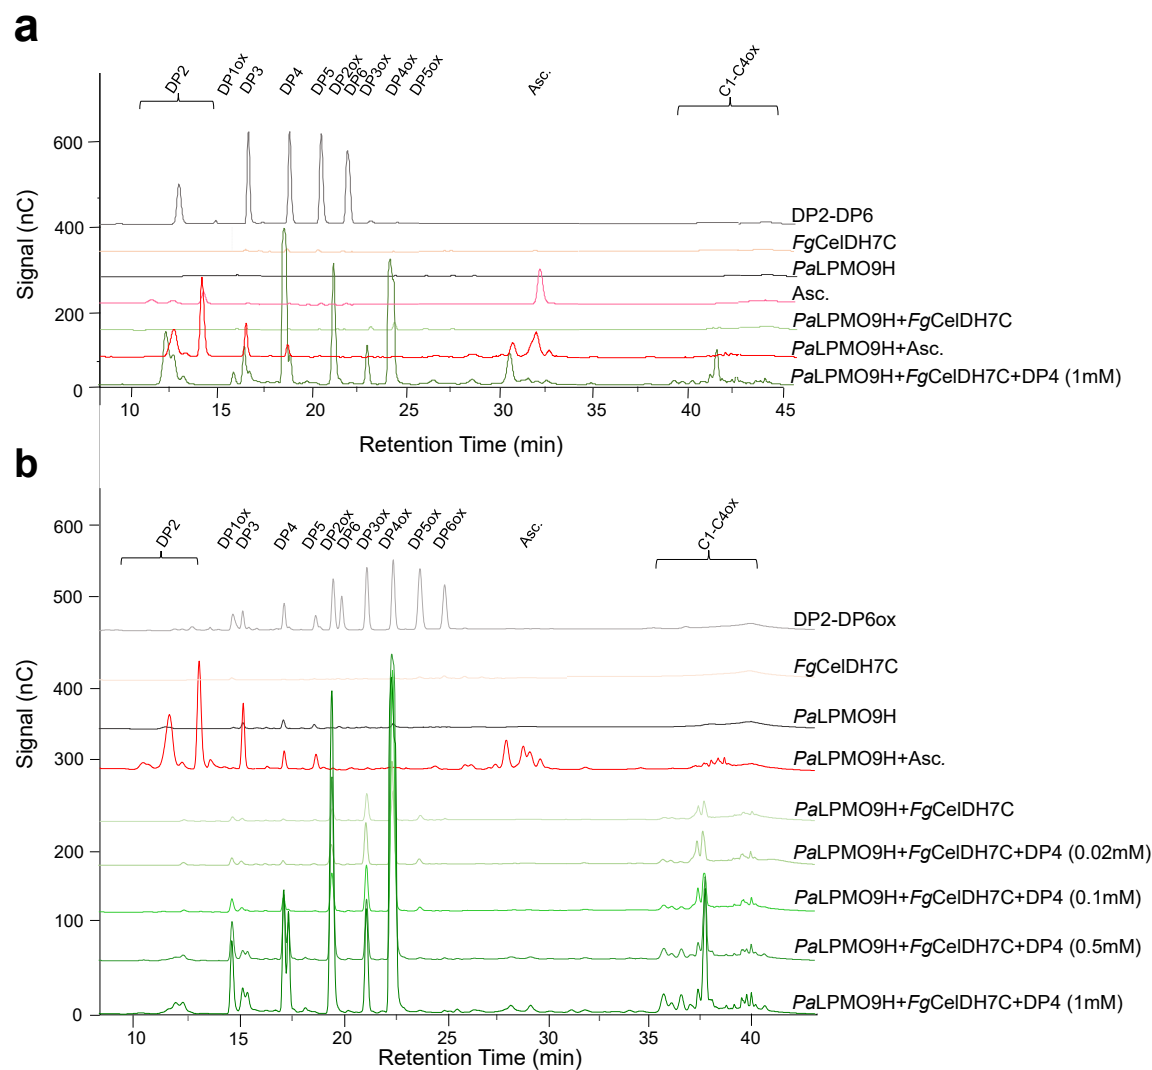 a
DP2 DP1ox DP3 DP4 DP5 DP2ox DP6 DP3ox DP4ox DP5ox Asc. C1-C4ox
Signal (nC)
600
400
200
0
DP2-DP6
FgCelDH7C
PaLPMO9H
Asc.
PaLPMO9H+FgCelDH7C
PaLPMO9H+Asc.
PaLPMO9H+FgCelDH7C+DP4 (1mM)
10 15 20 25 30 35 40 45
Retention Time (min)
b
DP2 DP1ox DP3 DP4 DP5 DP2ox DP6 DP3ox DP4ox DP5ox DP6ox Asc. C1-C4ox
Signal (nC)
600
500
400
300
200
100
0
DP2-DP6ox
FgCelDH7C
PaLPMO9H
PaLPMO9H+Asc.
PaLPMO9H+FgCelDH7C
PaLPMO9H+FgCelDH7C+DP4 (0.02mM)
PaLPMO9H+FgCelDH7C+DP4 (0.1mM)
PaLPMO9H+FgCelDH7C+DP4 (0.5mM)
PaLPMO9H+FgCelDH7C+DP4 (1mM)
10 15 20 25 30 35 40
Retention Time (min)